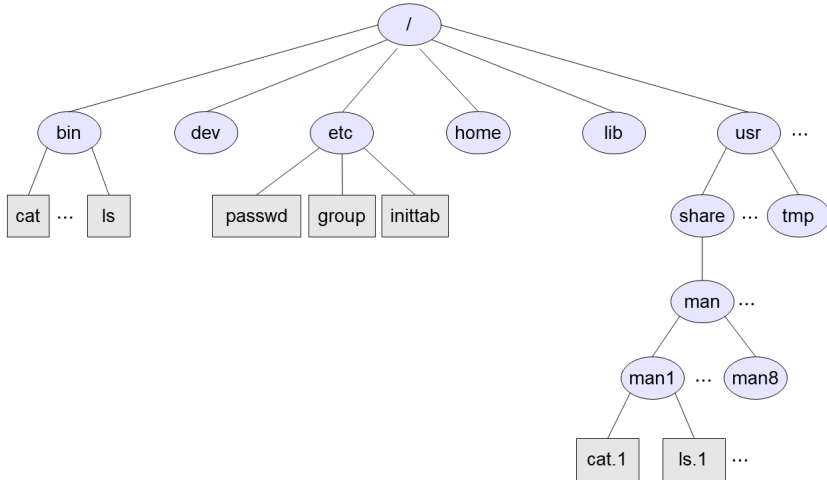 /
bin dev etc home lib usr ...
cat ... ls passwd group inittab share ... tmp
man ...
man1 ... man8
cat.1 ls.1 ...